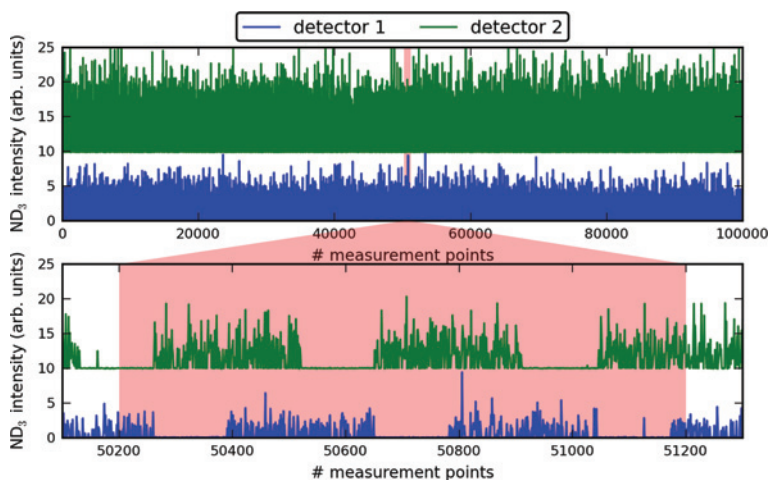 detector 1 detector 2
ND3 intensity (arb. units)
25
20
15
10
5
0
0 20000 40000 60000 80000 100000
# measurement points
ND3 intensity (arb. units)
25
20
15
10
5
0
50200 50400 50600 50800 51000 51200
# measurement points